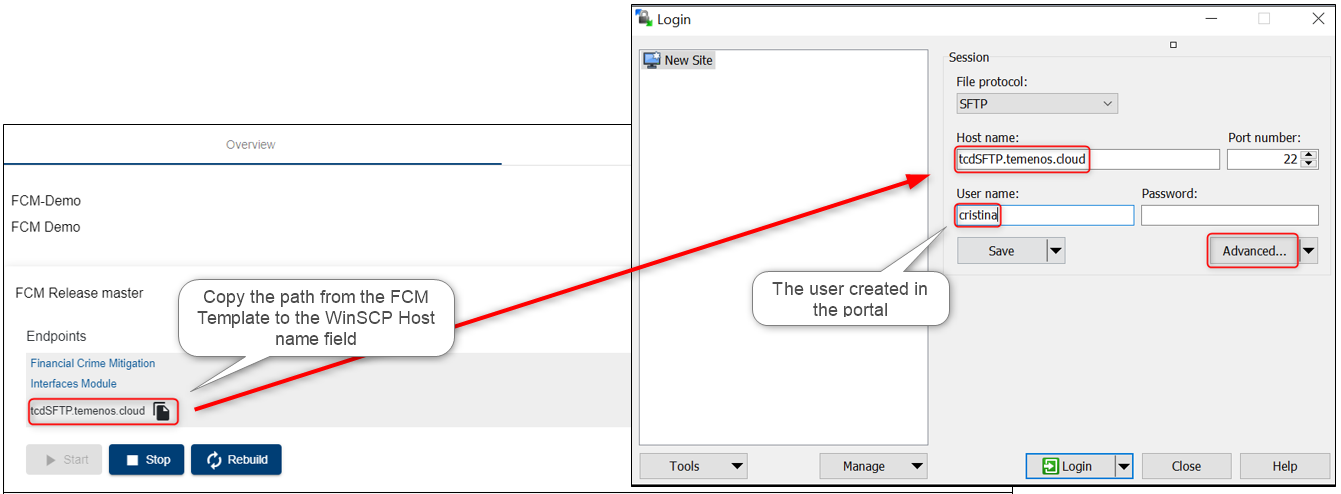 Overview
FCM-Demo
FCM Demo
FCM Release master
Endpoints
Financial Crime Mitigation
Interfaces Module
tcdSFTP.temenos.cloud
Start
Stop
Rebuild
Copy the path from the FCM
Template to the WinSCP Host
name field
Login
New Site
Session
File protocol:
SFTP
Host name:
Port number:
tcdSFTP.temenos.cloud
22
User name:
Password:
cristina
Save
Advanced...
The user created in
the portal
Tools
Manage
Login
Close
Help